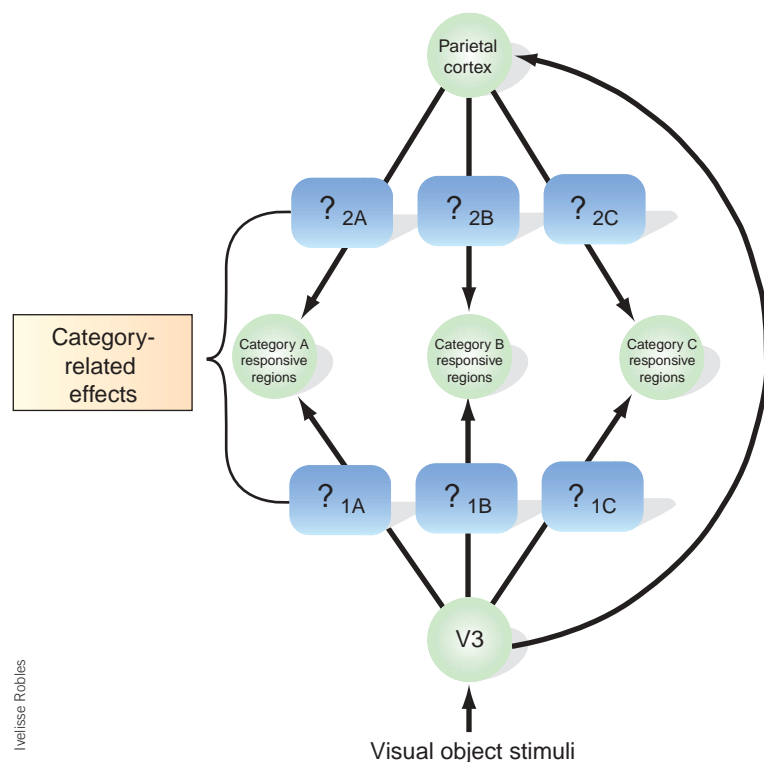 Parietal
cortex
? 2A
? 2B
? 2C
Category-
related
effects
Category A
responsive
regions
Category B
responsive
regions
Category C
responsive
regions
? 1A
? 1B
? 1C
V3
Visual object stimuli
Ivelisse Robles